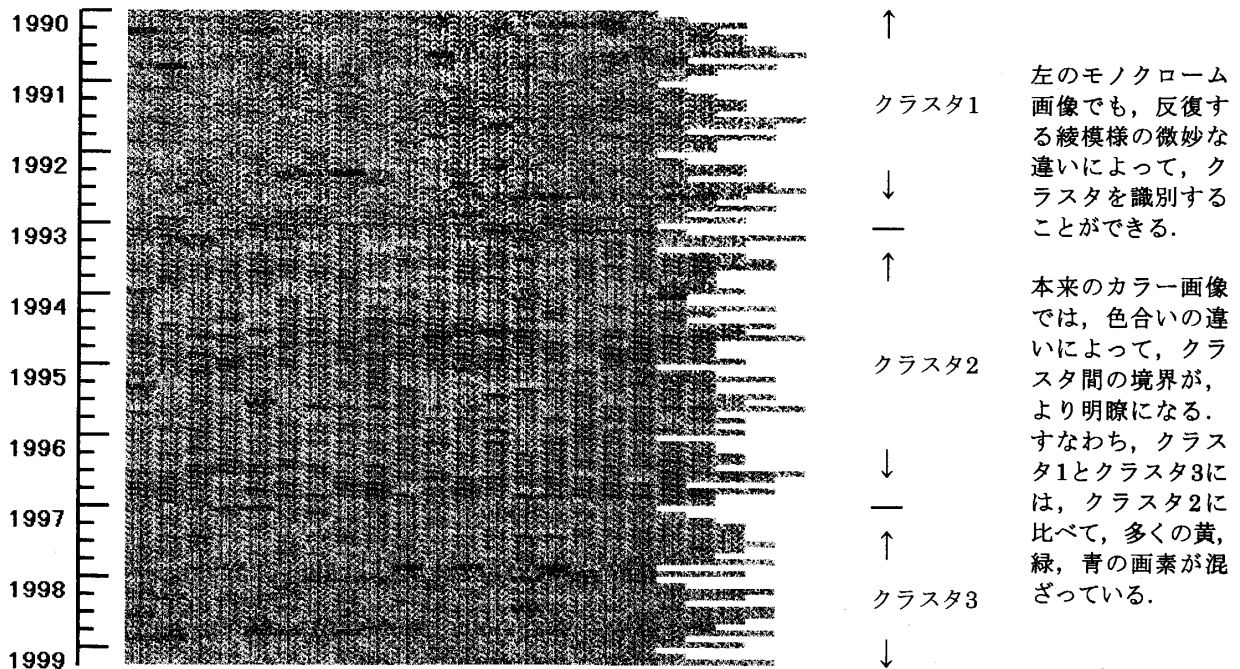 1990
1991
1992
1993
1994
1995
1996
1997
1998
1999
クラスタ1
クラスタ2
クラスタ3
左のモノクローム
画像でも，反復す
る綾模様の微妙な
違いによって，ク
ラスタを識別する
ことができる．
本来のカラー画像
では，色合いの違
いによって，クラ
スタ間の境界が，
より明瞭になる．
すなわち，クラス
タ1とクラスタ3に
は，クラスタ2に
比べて，多くの黄，
緑，青の画素が混
ざっている．